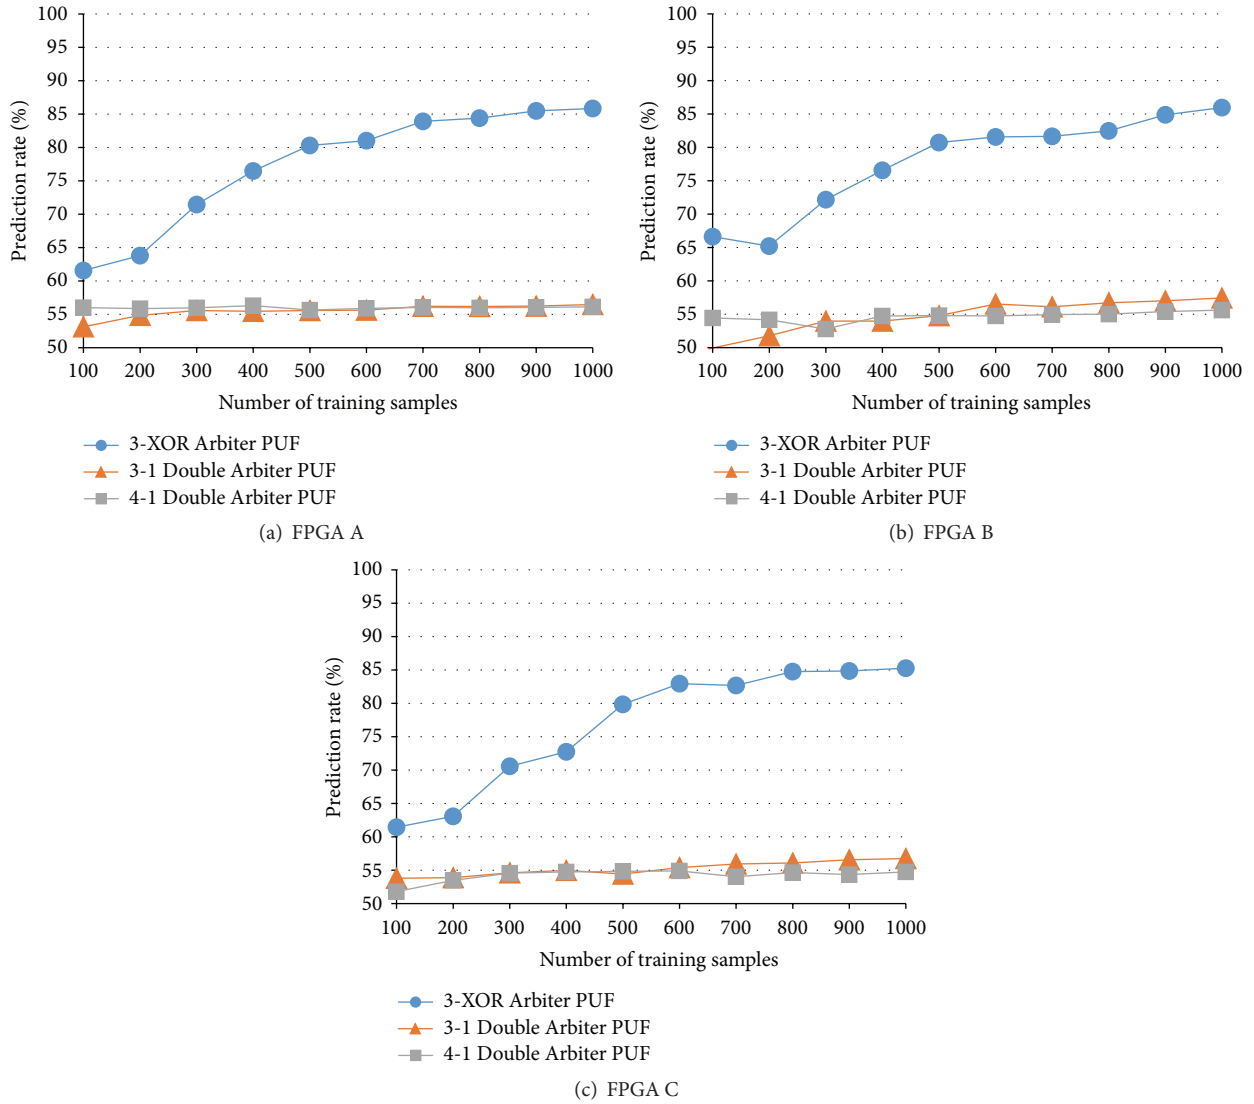 100
95
90
85
80
75
70
65
60
55
50
Prediction rate (%)
100 200 300 400 500 600 700 800 900 1000
Number of training samples
3-XOR Arbiter PUF
3-1 Double Arbiter PUF
4-1 Double Arbiter PUF
(a) FPGA A
100
95
90
85
80
75
70
65
60
55
50
Prediction rate (%)
100 200 300 400 500 600 700 800 900 1000
Number of training samples
3-XOR Arbiter PUF
3-1 Double Arbiter PUF
4-1 Double Arbiter PUF
(b) FPGA B
100
95
90
85
80
75
70
65
60
55
50
Prediction rate (%)
100 200 300 400 500 600 700 800 900 1000
Number of training samples
3-XOR Arbiter PUF
3-1 Double Arbiter PUF
4-1 Double Arbiter PUF
(c) FPGA C